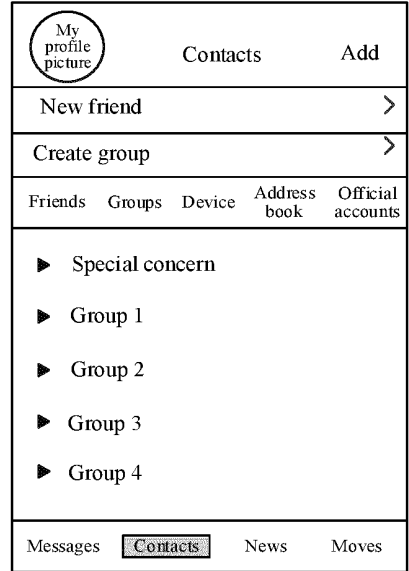 My
profile
picture
Contacts
Add
New friend
Create group
Friends
Groups
Device
Address
book
Official
accounts
Special concern
Group 1
Group 2
Group 3
Group 4
Messages
Contacts
News
Moves